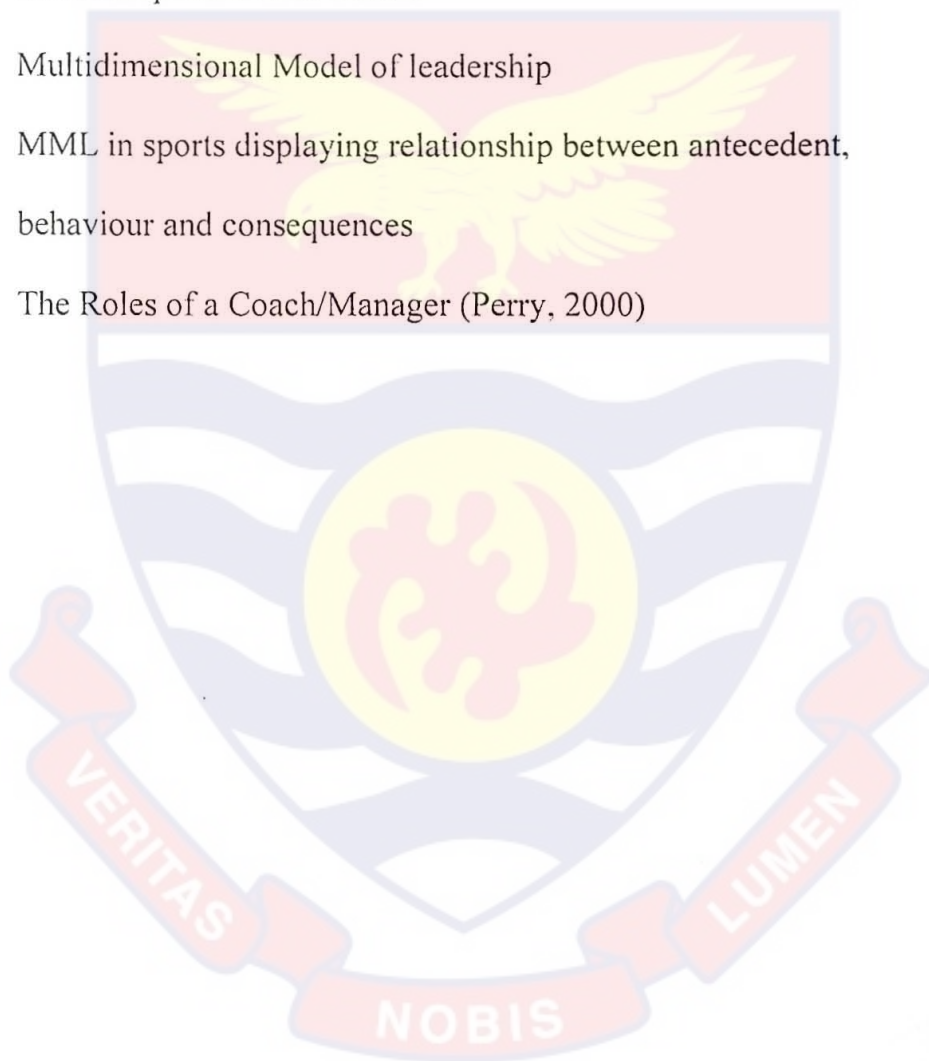 Multidimensional Model of leadership
MML in sports displaying relationship between antecedent,
behaviour and consequences
The Roles of a Coach/Manager (Perry, 2000)
VERITAS
NOBIS
LUMEN